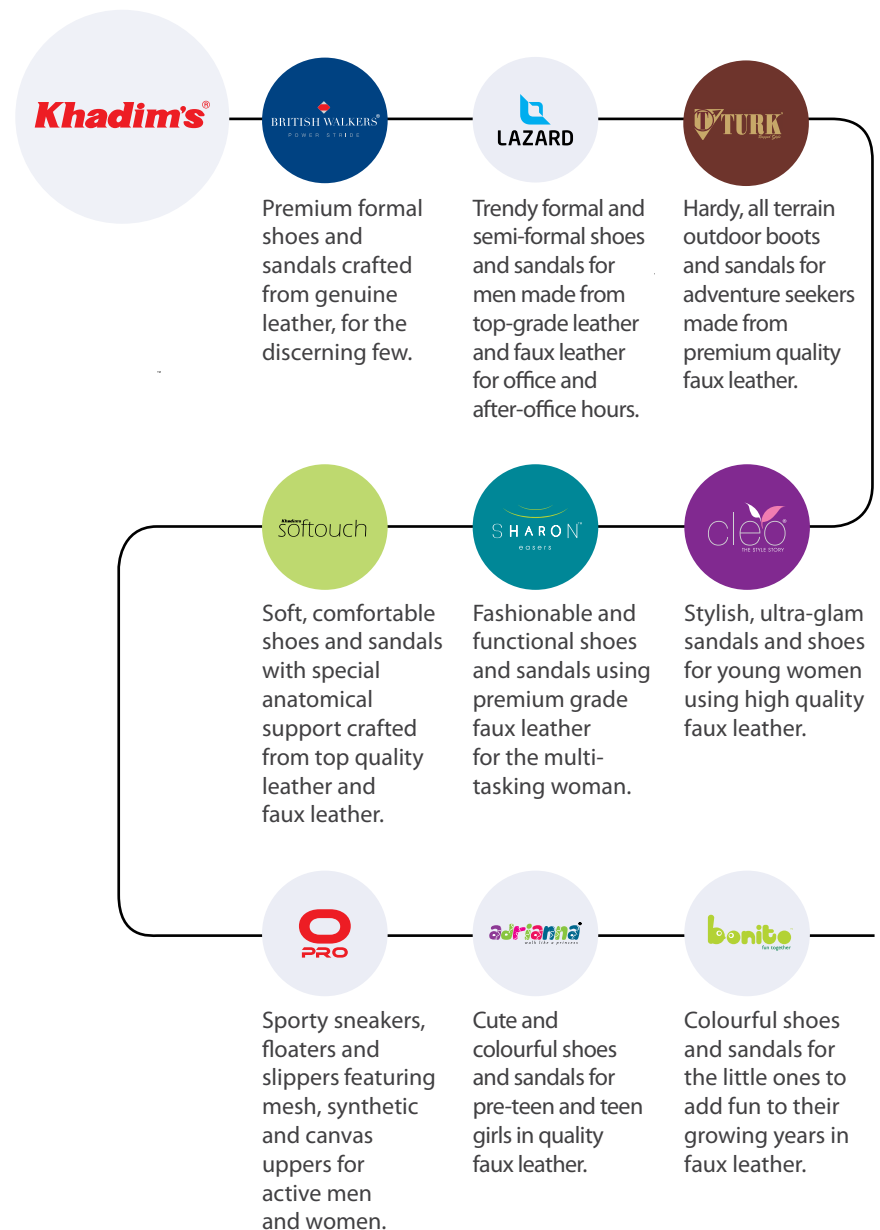 Khadim's®
BRITISH WALKERS®
POWER STRIDE
Premium formal
shoes and
sandals crafted
from genuine
leather, for the
discerning few.
LAZARD
Trendy formal and
semi-formal shoes
and sandals for
men made from
top-grade leather
and faux leather
for office and
after-office hours.
TURK
Hardy, all terrain
outdoor boots
and sandals for
adventure seekers
made from
premium quality
faux leather.
Khadim's
softouch
Soft, comfortable
shoes and sandals
with special
anatomical
support crafted
from top quality
leather and
faux leather.
SHARON
easers
Fashionable and
functional shoes
and sandals using
premium grade
faux leather
for the multi-
tasking woman.
cleo®
THE STYLE STORY
Stylish, ultra-glam
sandals and shoes
for young women
using high quality
faux leather.
PRO
Sporty sneakers,
floaters and
slippers featuring
mesh, synthetic
and canvas
uppers for
active men
and women.
adrianna
walk like a princess
Cute and
colourful shoes
and sandals for
pre-teen and teen
girls in quality
faux leather.
bonito
fun together
Colourful shoes
and sandals for
the little ones to
add fun to their
growing years in
faux leather.